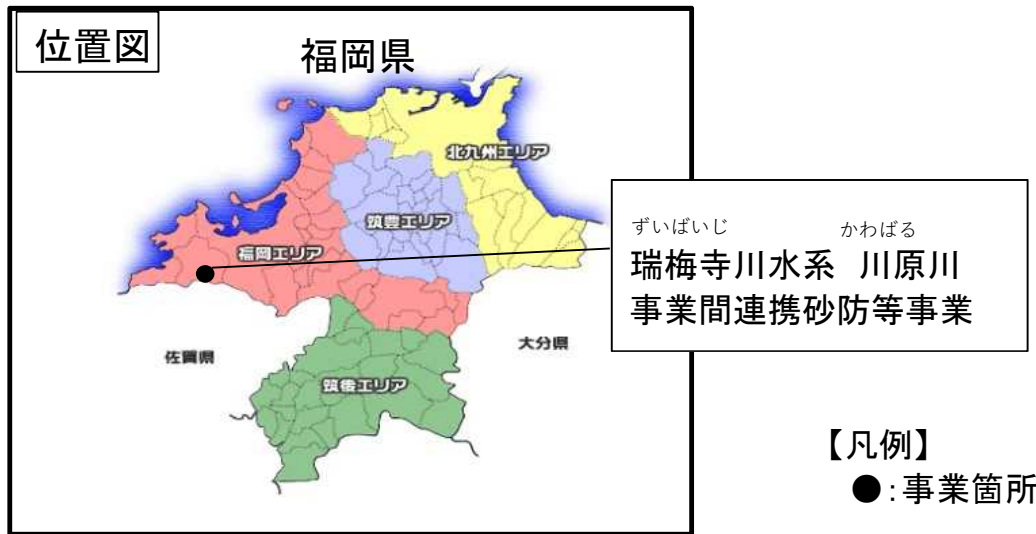 位置図
福岡県
北九州エリア
筑豊エリア
福岡エリア
佐賀県
大分県
筑後エリア
ずいばいじ かわばる
瑞梅寺川水系 川原川
事業間連携砂防等事業
【凡例】
●:事業箇所